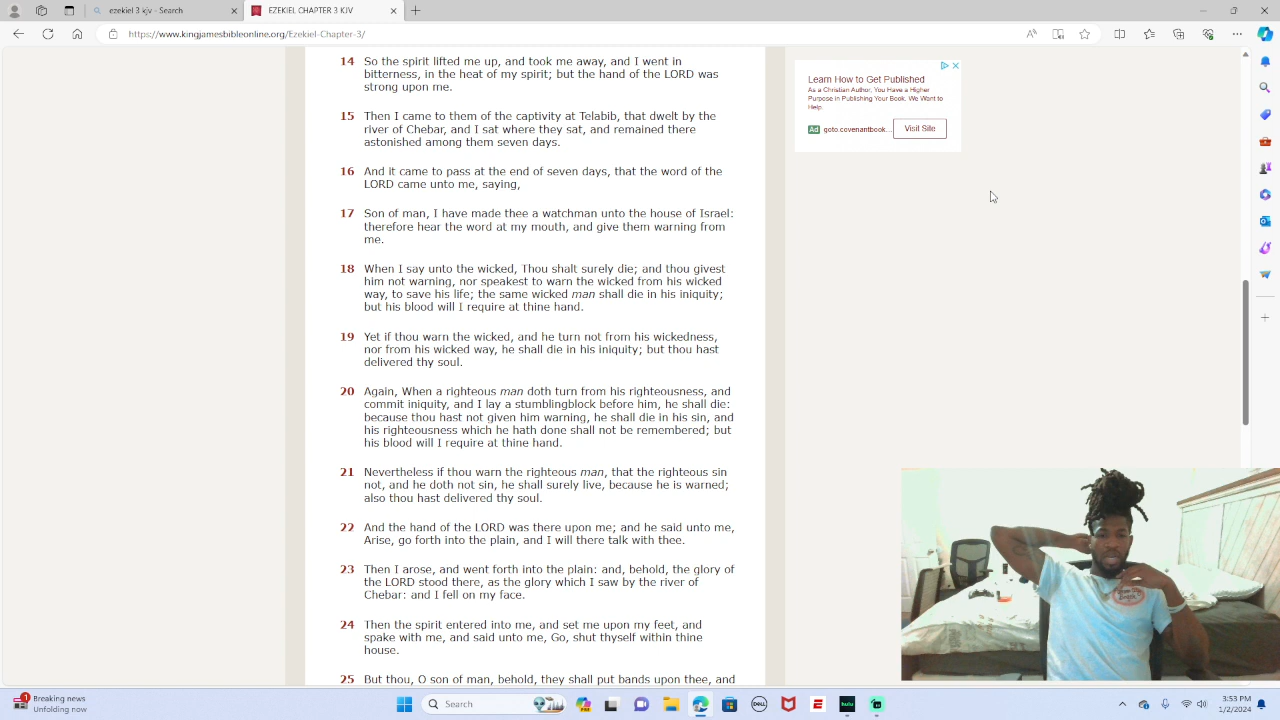 ezekiel 3 kjv - Search
EZEKIEL CHAPTER 3 KJV
https://www.kingjamesbibleonline.org/Ezekiel-Chapter-3/
14 So the spirit lifted me up, and took me away, and I went in
bitterness, in the heat of my spirit; but the hand of the LORD was
strong upon me.
15 Then I came to them of the captivity at Telabib, that dwelt by the
river of Chebar, and I sat where they sat, and remained there
astonished among them seven days.
16 And it came to pass at the end of seven days, that the word of the
LORD came unto me, saying,
17 Son of man, I have made thee a watchman unto the house of Israel:
therefore hear the word at my mouth, and give them warning from
me.
18 When I say unto the wicked, Thou shalt surely die; and thou givest
him not warning, nor speakest to warn the wicked from his wicked
way, to save his life; the same wicked man shall die in his iniquity;
but his blood will I require at thine hand.
19 Yet if thou warn the wicked, and he turn not from his wickedness,
nor from his wicked way, he shall die in his iniquity; but thou hast
delivered thy soul.
20 Again, When a righteous man doth turn from his righteousness, and
commit iniquity, and I lay a stumblingblock before him, he shall die:
because thou hast not given him warning, he shall die in his sin, and
his righteousness which he hath done shall not be remembered; but
his blood will I require at thine hand.
21 Nevertheless if thou warn the righteous man, that the righteous sin
not, and he doth not sin, he shall surely live, because he is warned;
also thou hast delivered thy soul.
22 And the hand of the LORD was there upon me; and he said unto me,
Arise, go forth into the plain, and I will there talk with thee.
23 Then I arose, and went forth into the plain: and, behold, the glory of
the LORD stood there, as the glory which I saw by the river of
Chebar: and I fell on my face.
24 Then the spirit entered into me, and set me upon my feet, and
spake with me, and said unto me, Go, shut thyself within thine
house.
25 But thou, O son of man, behold, they shall put bands upon thee, and
Learn How to Get Published
As a Christian Author, You Have a Higher
Purpose in Publishing Your Book. We Want to
Help.
Ad goto.covenantbook...
Visit Site
1
Breaking news
Unfolding now
Search
DELL
hulu
3:53 PM
1/2/2024